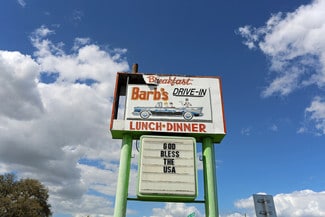 Breakfast
Barb's DRIVE-IN
LUNCH • DINNER
GOD
BLESS
THE
USA